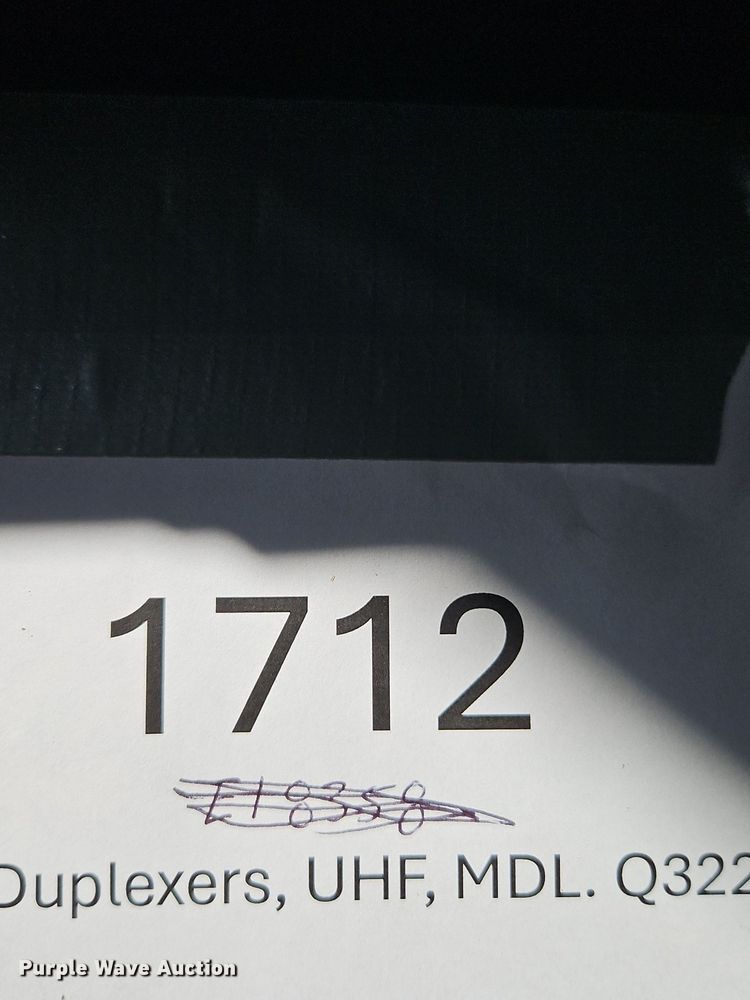 1712
Duplexers, UHF, MDL. Q322
Purple Wave Auction